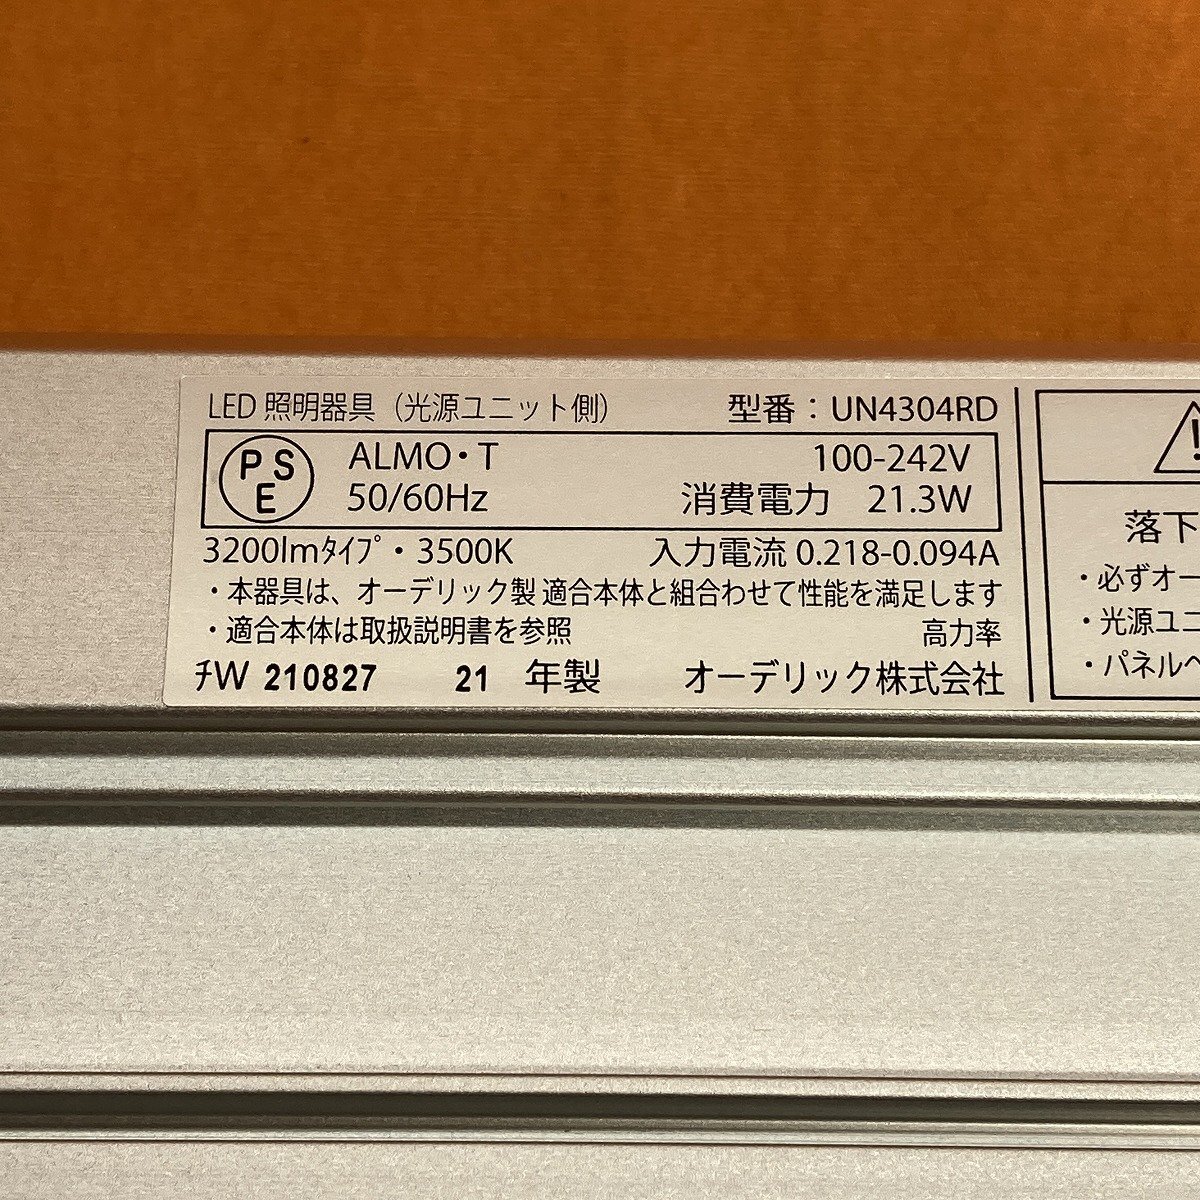 LED 照明器具（光源ユニット側） 型番：UN4304RD
PSE ALMO・T 100-242V
50/60Hz 消費電力 21.3W
3200lmﾀｲﾌﾟ・3500K 入力電流 0.218-0.094A
・本器具は、オーデリック製 適合本体と組合わせて性能を満足します
・適合本体は取扱説明書を参照 高力率
ﾁW 210827 21 年製 オーデリック株式会社
!
落下
・必ずオー
・光源ユニ
・パネルへ